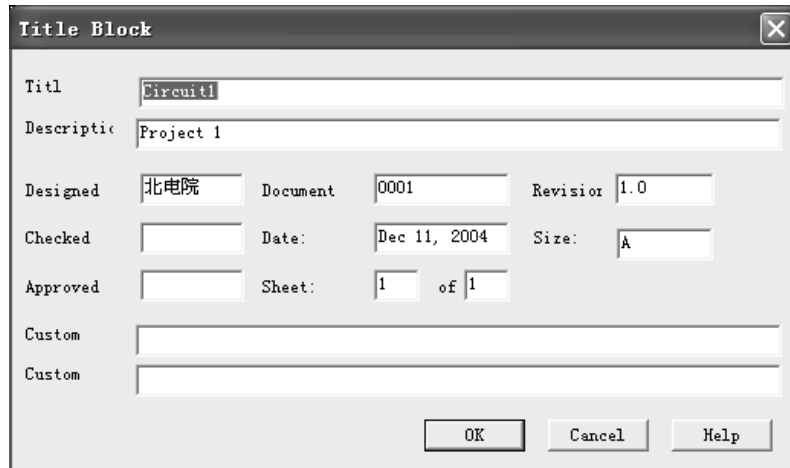 Title Block
Titl Circuit1
Descriptic Project 1
Designed 北电院 Document 0001 Revisior 1.0
Checked Date: Dec 11, 2004 Size: A
Approved Sheet: 1 of 1
Custom
Custom
OK Cancel Help